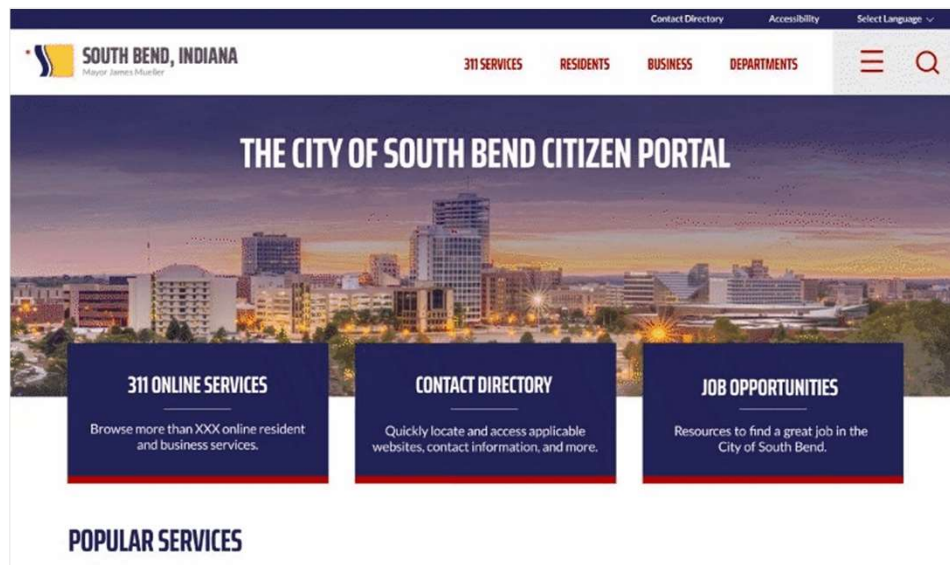 Contact Directory Accessibility Select Language
SOUTH BEND, INDIANA
Mayor James Mueller
311 SERVICES RESIDENTS BUSINESS DEPARTMENTS
THE CITY OF SOUTH BEND CITIZEN PORTAL
311 ONLINE SERVICES
Browse more than XXX online resident
and business services.
CONTACT DIRECTORY
Quickly locate and access applicable
websites, contact information, and more.
JOB OPPORTUNITIES
Resources to find a great job in the
City of South Bend.
POPULAR SERVICES